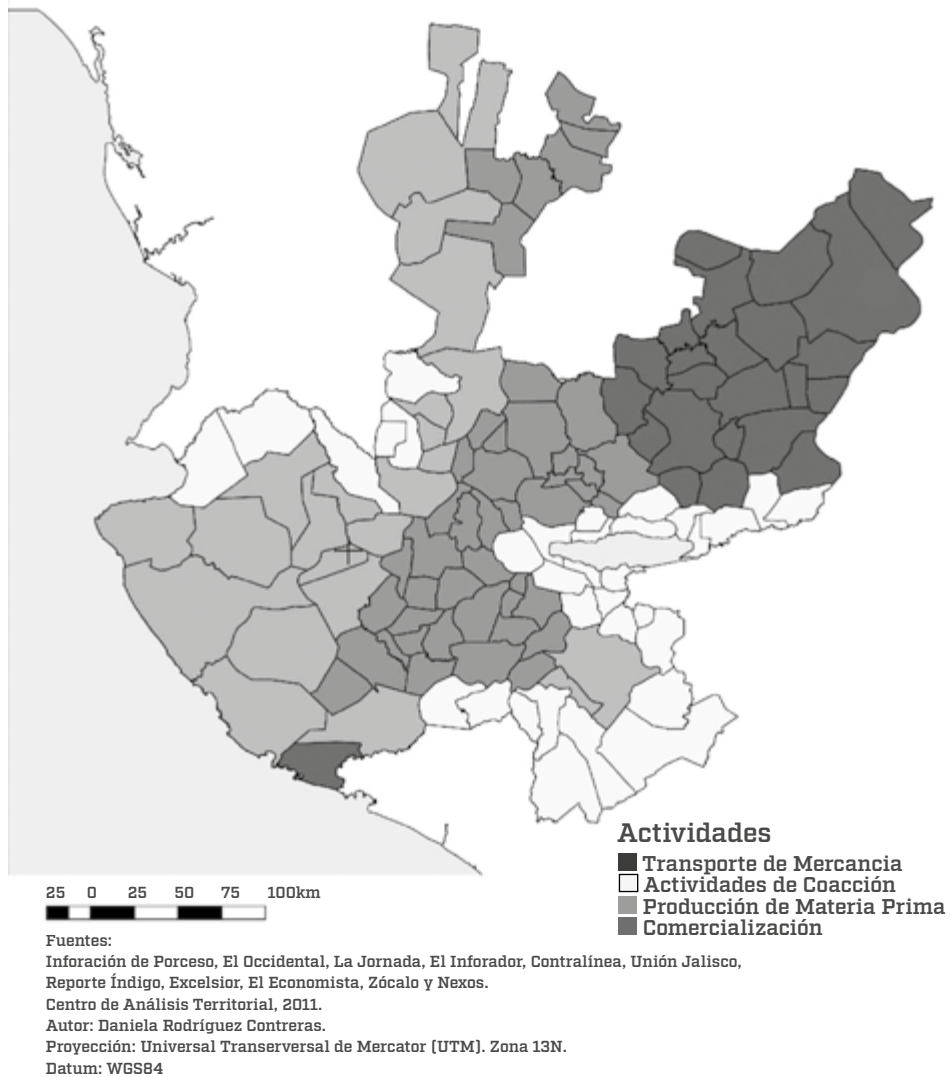 Actividades
Transporte de Mercancia
Actividades de Coacción
Producción de Materia Prima
Comercialización
25 0 25 50 75 100km
Fuentes:
Inforación de Porceso, El Occidental, La Jornada, El Inforador, Contralínea, Unión Jalisco,
Reporte Índigo, Excelsior, El Economista, Zócalo y Nexos.
Centro de Análisis Territorial, 2011.
Autor: Daniela Rodríguez Contreras.
Proyección: Universal Transerversal de Mercator (UTM). Zona 13N.
Datum: WGS84